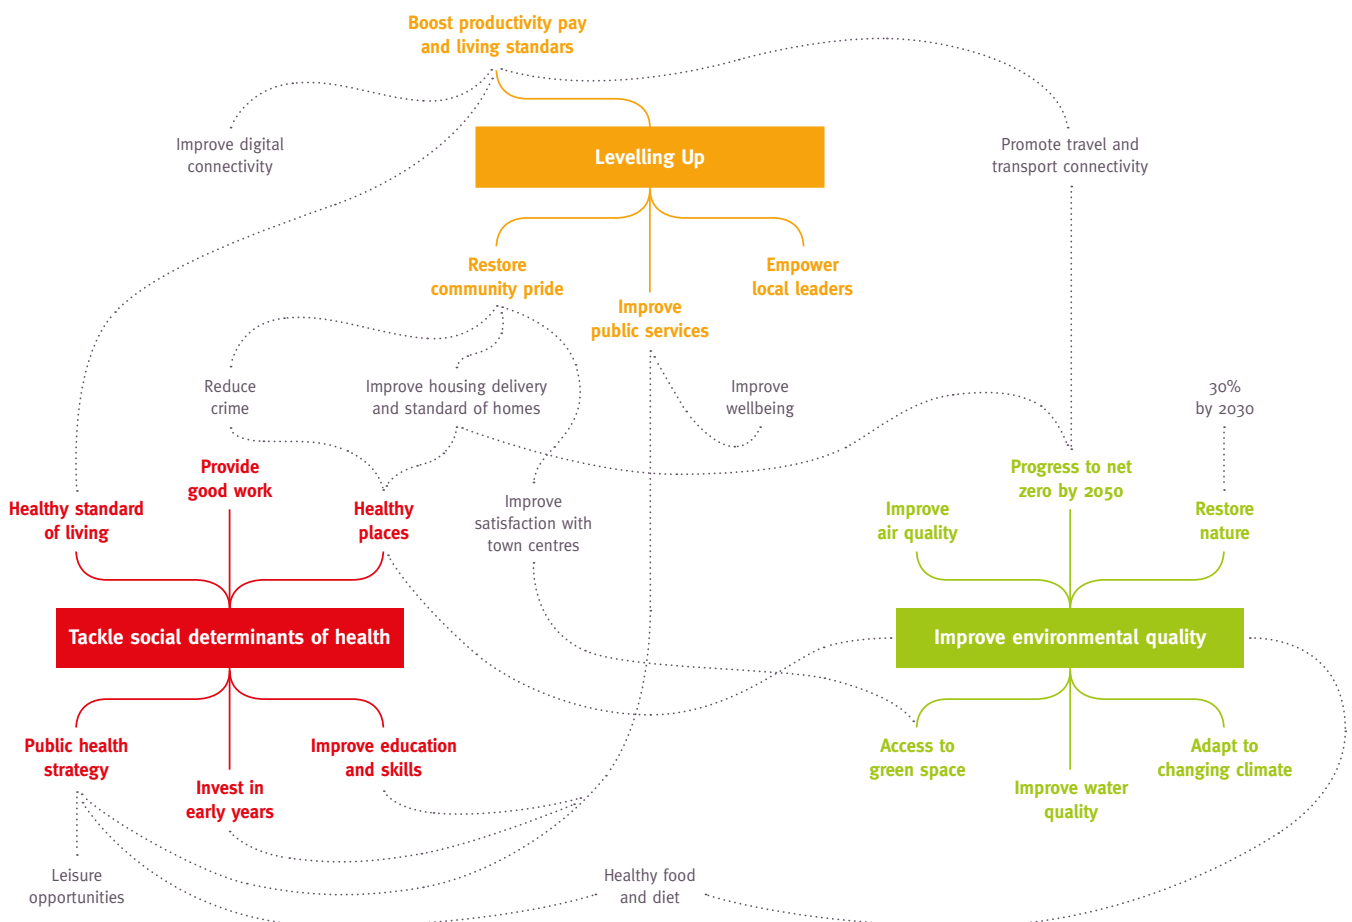 Boost productivity pay
and living standars
Improve digital
connectivity
Levelling Up
Promote travel and
transport connectivity
Restore
community pride
Improve
public services
Empower
local leaders
Reduce
crime
Improve housing delivery
and standard of homes
Improve
wellbeing
30%
by 2030
Healthy standard
of living
Provide
good work
Healthy
places
Improve
satisfaction with
town centres
Improve
air quality
Progress to net
zero by 2050
Restore
nature
Tackle social determinants of health
Improve environmental quality
Public health
strategy
Invest in
early years
Improve education
and skills
Access to
green space
Improve water
quality
Adapt to
changing climate
Leisure
opportunities
Healthy food
and diet